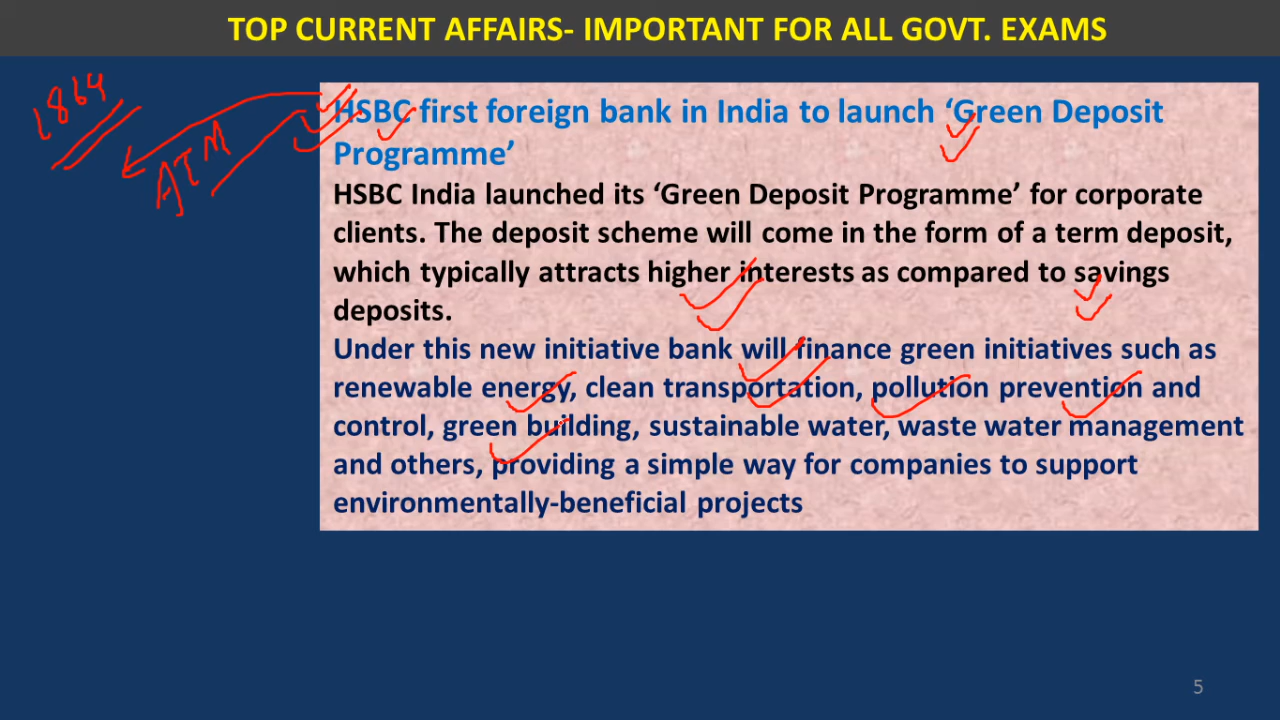 TOP CURRENT AFFAIRS- IMPORTANT FOR ALL GOVT. EXAMS
1864
ATM
HSBC first foreign bank in India to launch ‘Green Deposit
Programme’
HSBC India launched its ‘Green Deposit Programme’ for corporate
clients. The deposit scheme will come in the form of a term deposit,
which typically attracts higher interests as compared to savings
deposits.
Under this new initiative bank will finance green initiatives such as
renewable energy, clean transportation, pollution prevention and
control, green building, sustainable water, waste water management
and others, providing a simple way for companies to support
environmentally-beneficial projects
5